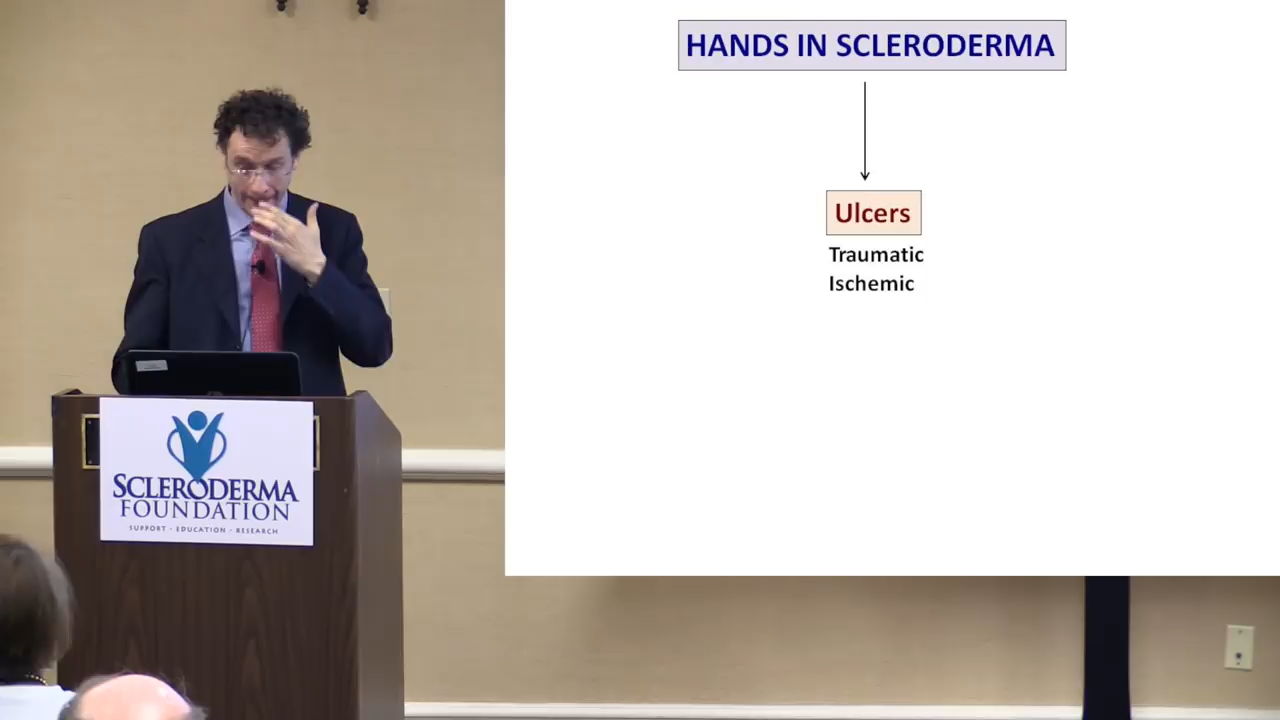 HANDS IN SCLERODERMA
Ulcers
Traumatic
Ischemic
SCLERODERMA
FOUNDATION
SUPPORT - EDUCATION - RESEARCH